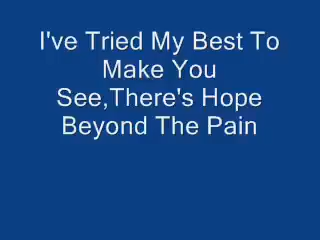 I've Tried My Best To
Make You
See,There's Hope
Beyond The Pain